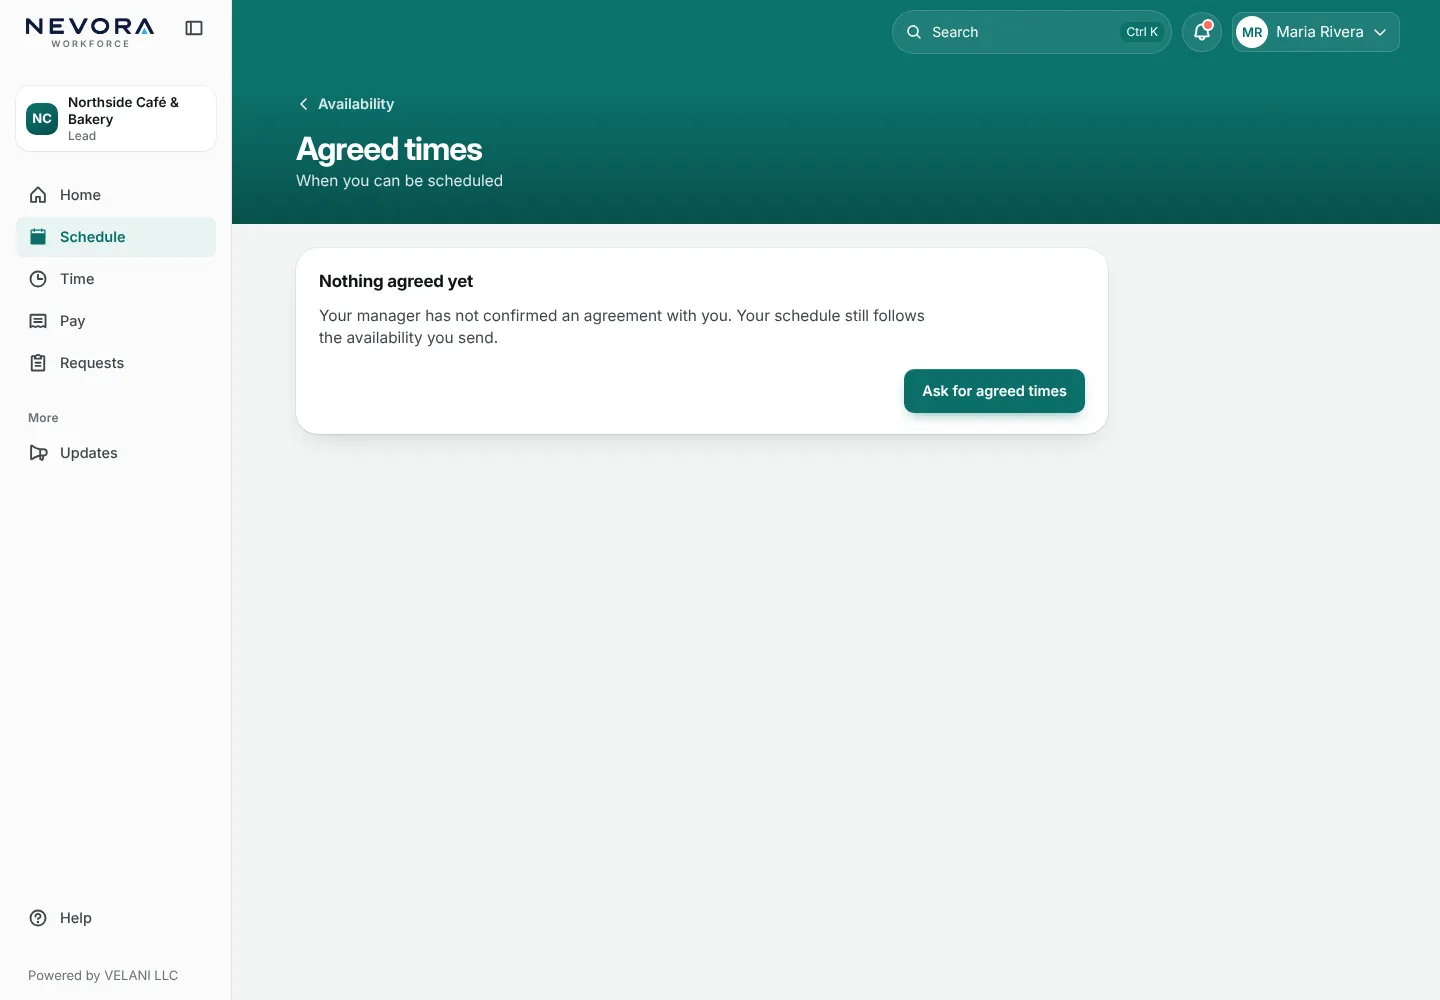 NEVORA
WORKFORCE
Search
Ctrl K
MR
Maria Rivera
NC
Northside Café &
Bakery
Lead
Home
Schedule
Time
Pay
Requests
More
Updates
Help
Powered by VELANI LLC
Availability
Agreed times
When you can be scheduled
Nothing agreed yet
Your manager has not confirmed an agreement with you. Your schedule still follows
the availability you send.
Ask for agreed times